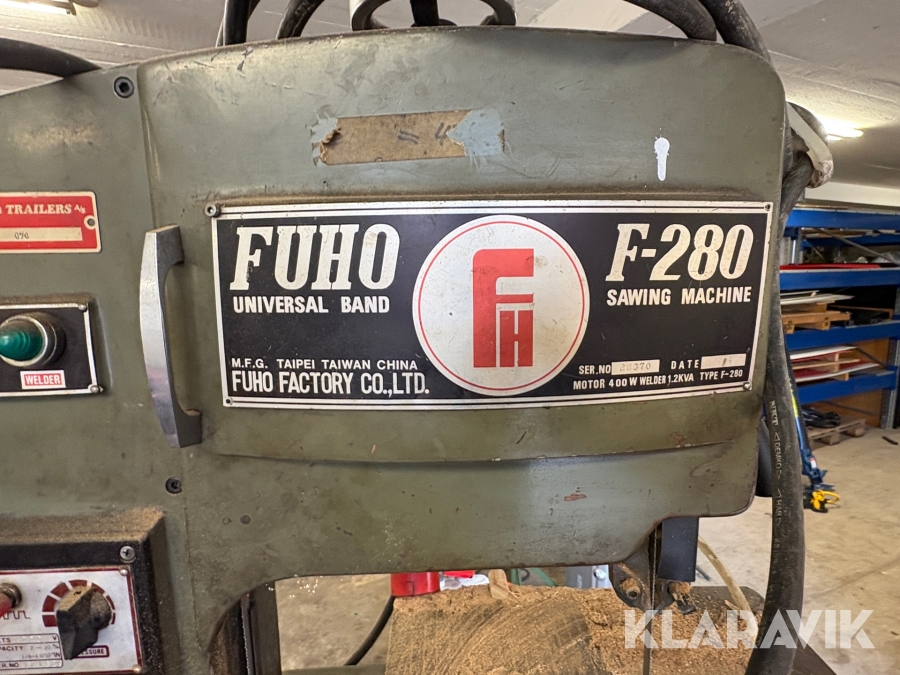 TRAILERS A/S
FUHO
UNIVERSAL BAND
M.F.G. TAIPEI TAIWAN CHINA
FUHO FACTORY CO.,LTD.
FH
F-280
SAWING MACHINE
SER.NO 28370 DATE
MOTOR 400W WELDER 1.2KVA TYPE F-280
WELDER
KLARAVIK